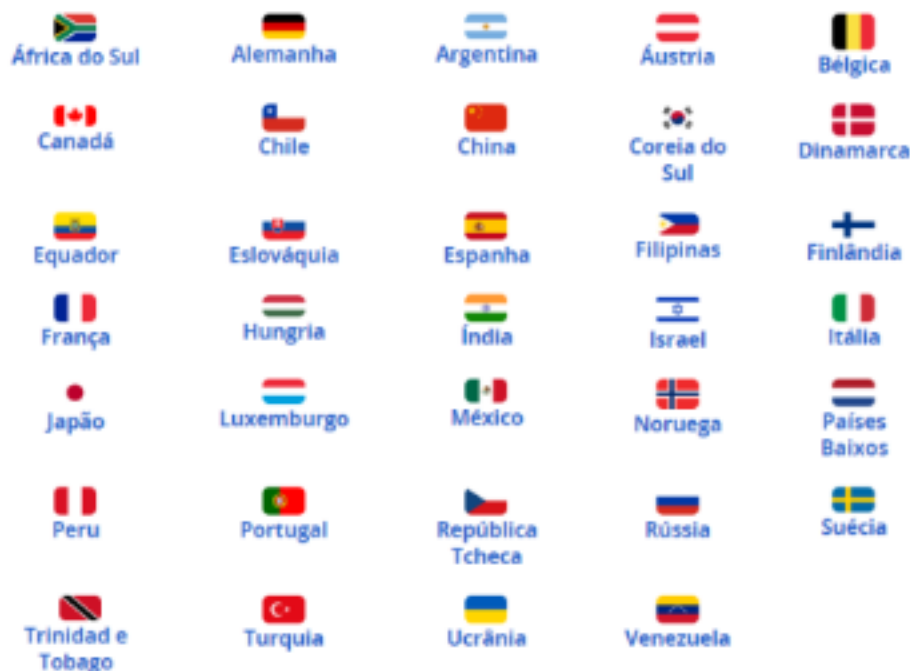 África do Sul
Alemanha
Argentina
Áustria
Bélgica
Canadá
Chile
China
Coreia do
Sul
Dinamarca
Equador
Eslováquia
Espanha
Filipinas
Finlândia
França
Hungria
Índia
Israel
Itália
Japão
Luxemburgo
México
Noruega
Países
Baixos
Peru
Portugal
República
Tcheca
Rússia
Suécia
Trinidad e
Tobago
Turquia
Ucrânia
Venezuela